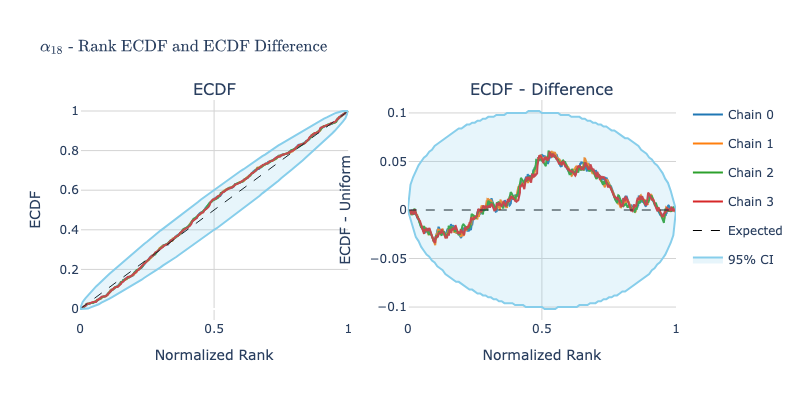 α18 - Rank ECDF and ECDF Difference
ECDF
ECDF - Difference
ECDF
1
0.8
0.6
0.4
0.2
0
0
0.5
1
Normalized Rank
ECDF - Uniform
0.1
0.05
0
−0.05
−0.1
0
0.5
1
Normalized Rank
Chain 0
Chain 1
Chain 2
Chain 3
Expected
95% CI